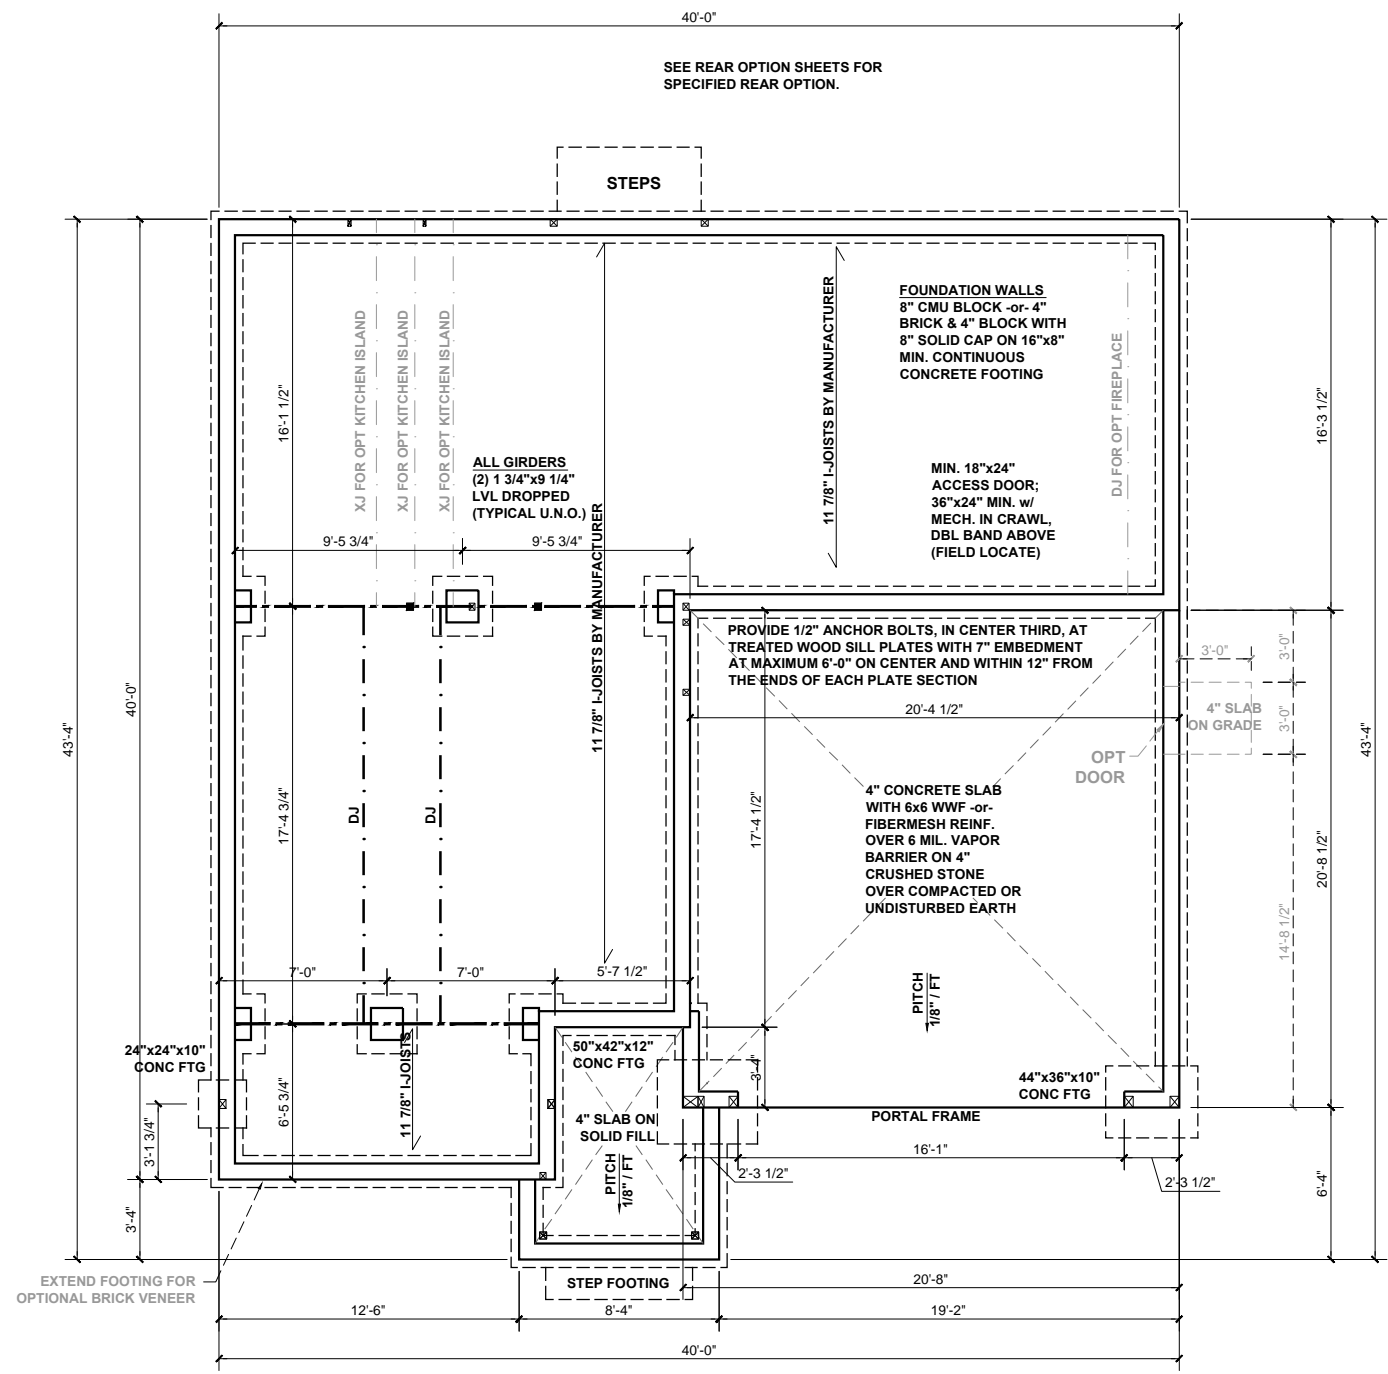 40'-0"
SEE REAR OPTION SHEETS FOR
SPECIFIED REAR OPTION.
STEPS
FOUNDATION WALLS
8" CMU BLOCK -or- 4"
BRICK & 4" BLOCK WITH
8" SOLID CAP ON 16"x8"
MIN. CONTINUOUS
CONCRETE FOOTING
XJ FOR OPT KITCHEN ISLAND
XJ FOR OPT KITCHEN ISLAND
XJ FOR OPT KITCHEN ISLAND
11 7/8" I-JOISTS BY MANUFACTURER
DJ FOR OPT FIREPLACE
16'-1 1/2"
16'-3 1/2"
ALL GIRDERS
(2) 1 3/4"x9 1/4"
LVL DROPPED
(TYPICAL U.N.O.)
MIN. 18"x24"
ACCESS DOOR;
36"x24" MIN. w/
MECH. IN CRAWL,
DBL BAND ABOVE
(FIELD LOCATE)
9'-5 3/4"
9'-5 3/4"
11 7/8" I-JOISTS BY MANUFACTURER
PROVIDE 1/2" ANCHOR BOLTS, IN CENTER THIRD, AT
TREATED WOOD SILL PLATES WITH 7" EMBEDMENT
AT MAXIMUM 6'-0" ON CENTER AND WITHIN 12" FROM
THE ENDS OF EACH PLATE SECTION
3'-0"
3'-0"
20'-4 1/2"
4" SLAB
ON GRADE
3'-0"
40'-0"
43'-4"
43'-4"
OPT
DOOR
4" CONCRETE SLAB
WITH 6x6 WWF -or-
FIBERMESH REINF.
OVER 6 MIL. VAPOR
BARRIER ON 4"
CRUSHED STONE
OVER COMPACTED OR
UNDISTURBED EARTH
17'-4 3/4"
DJ
DJ
17'-4 1/2"
20'-8 1/2"
14'-8 1/2"
7'-0"
7'-0"
5'-7 1/2"
PITCH
1/8" / FT
24"x24"x10"
CONC FTG
11 7/8" I-JOISTS
50"x42"x12"
CONC FTG
3'-4"
44"x36"x10"
CONC FTG
6'-5 3/4"
3'-1 3/4"
4" SLAB ON
SOLID FILL
PORTAL FRAME
16'-1"
2'-3 1/2"
2'-3 1/2"
PITCH
1/8" / FT
3'-4"
6'-4"
EXTEND FOOTING FOR
OPTIONAL BRICK VENEER
STEP FOOTING
20'-8"
12'-6"
8'-4"
19'-2"
40'-0"